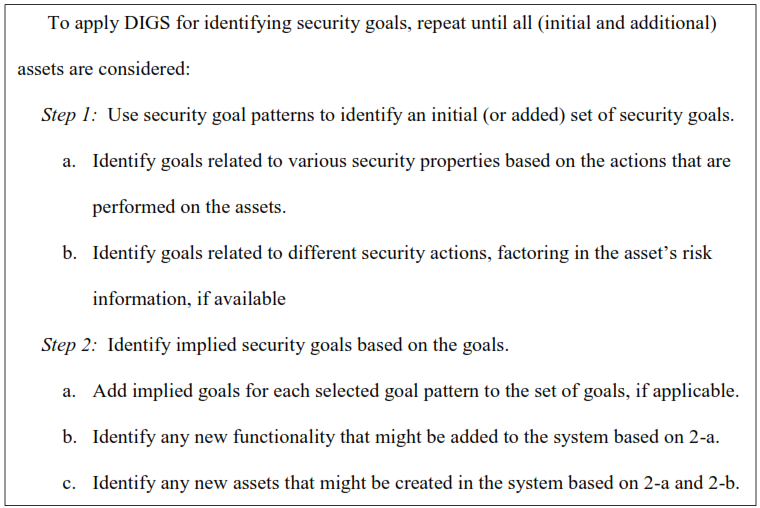 To apply DIGS for identifying security goals, repeat until all (initial and additional)
assets are considered:
Step 1: Use security goal patterns to identify an initial (or added) set of security goals.
a. Identify goals related to various security properties based on the actions that are
performed on the assets.
b. Identify goals related to different security actions, factoring in the asset’s risk
information, if available
Step 2: Identify implied security goals based on the goals.
a. Add implied goals for each selected goal pattern to the set of goals, if applicable.
b. Identify any new functionality that might be added to the system based on 2-a.
c. Identify any new assets that might be created in the system based on 2-a and 2-b.